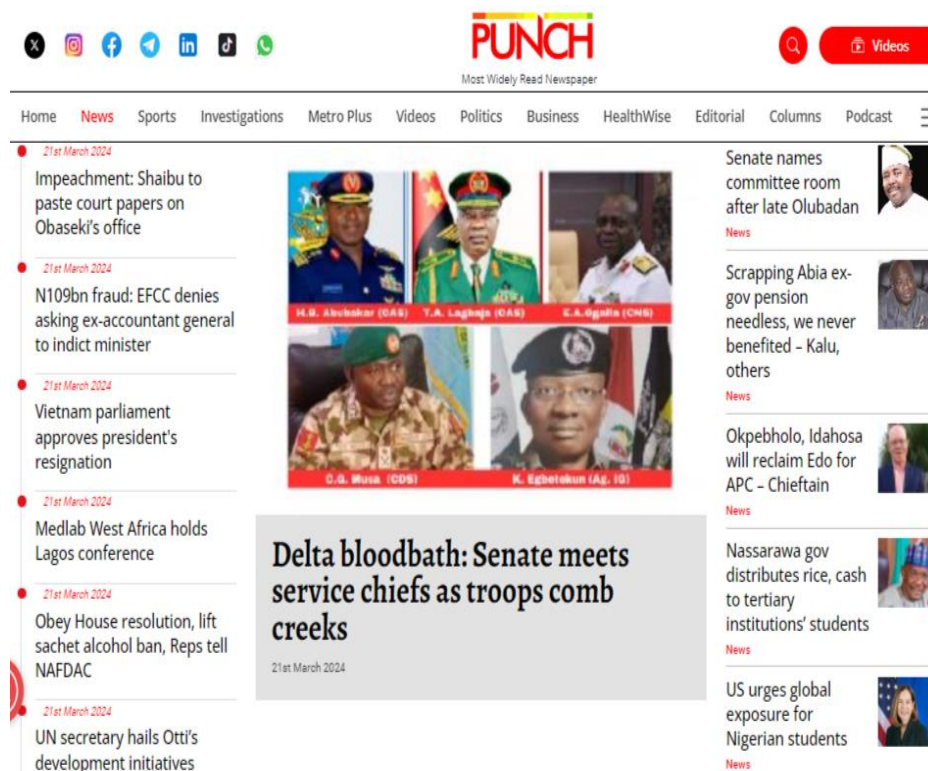 PUNCH
Most Widely Read Newspaper
Videos
Home News Sports Investigations Metro Plus Videos Politics Business HealthWise Editorial Columns Podcast
21st March 2024
Impeachment: Shaibu to
paste court papers on
Obaseki's office
21st March 2024
N109bn fraud: EFCC denies
asking ex-accountant general
to indict minister
21st March 2024
Vietnam parliament
approves president's
resignation
21st March 2024
Medlab West Africa holds
Lagos conference
21st March 2024
Obey House resolution, lift
sachet alcohol ban, Reps tell
NAFDAC
21st March 2024
UN secretary hails Otti's
development initiatives
H.B. Abubakar (CAS) T.A. Lagbaja (CAS) E.A.Ogalla (CNS)
C.G. Musa (CDS) K. Egbetokun (Ag. IG)
Delta bloodbath: Senate meets
service chiefs as troops comb
creeks
21st March 2024
Senate names
committee room
after late Olubadan
News
Scrapping Abia ex-
gov pension
needless, we never
benefited – Kalu,
others
News
Okpebholo, Idahosa
will reclaim Edo for
APC – Chieftain
News
Nassarawa gov
distributes rice, cash
to tertiary
institutions' students
News
US urges global
exposure for
Nigerian students
News